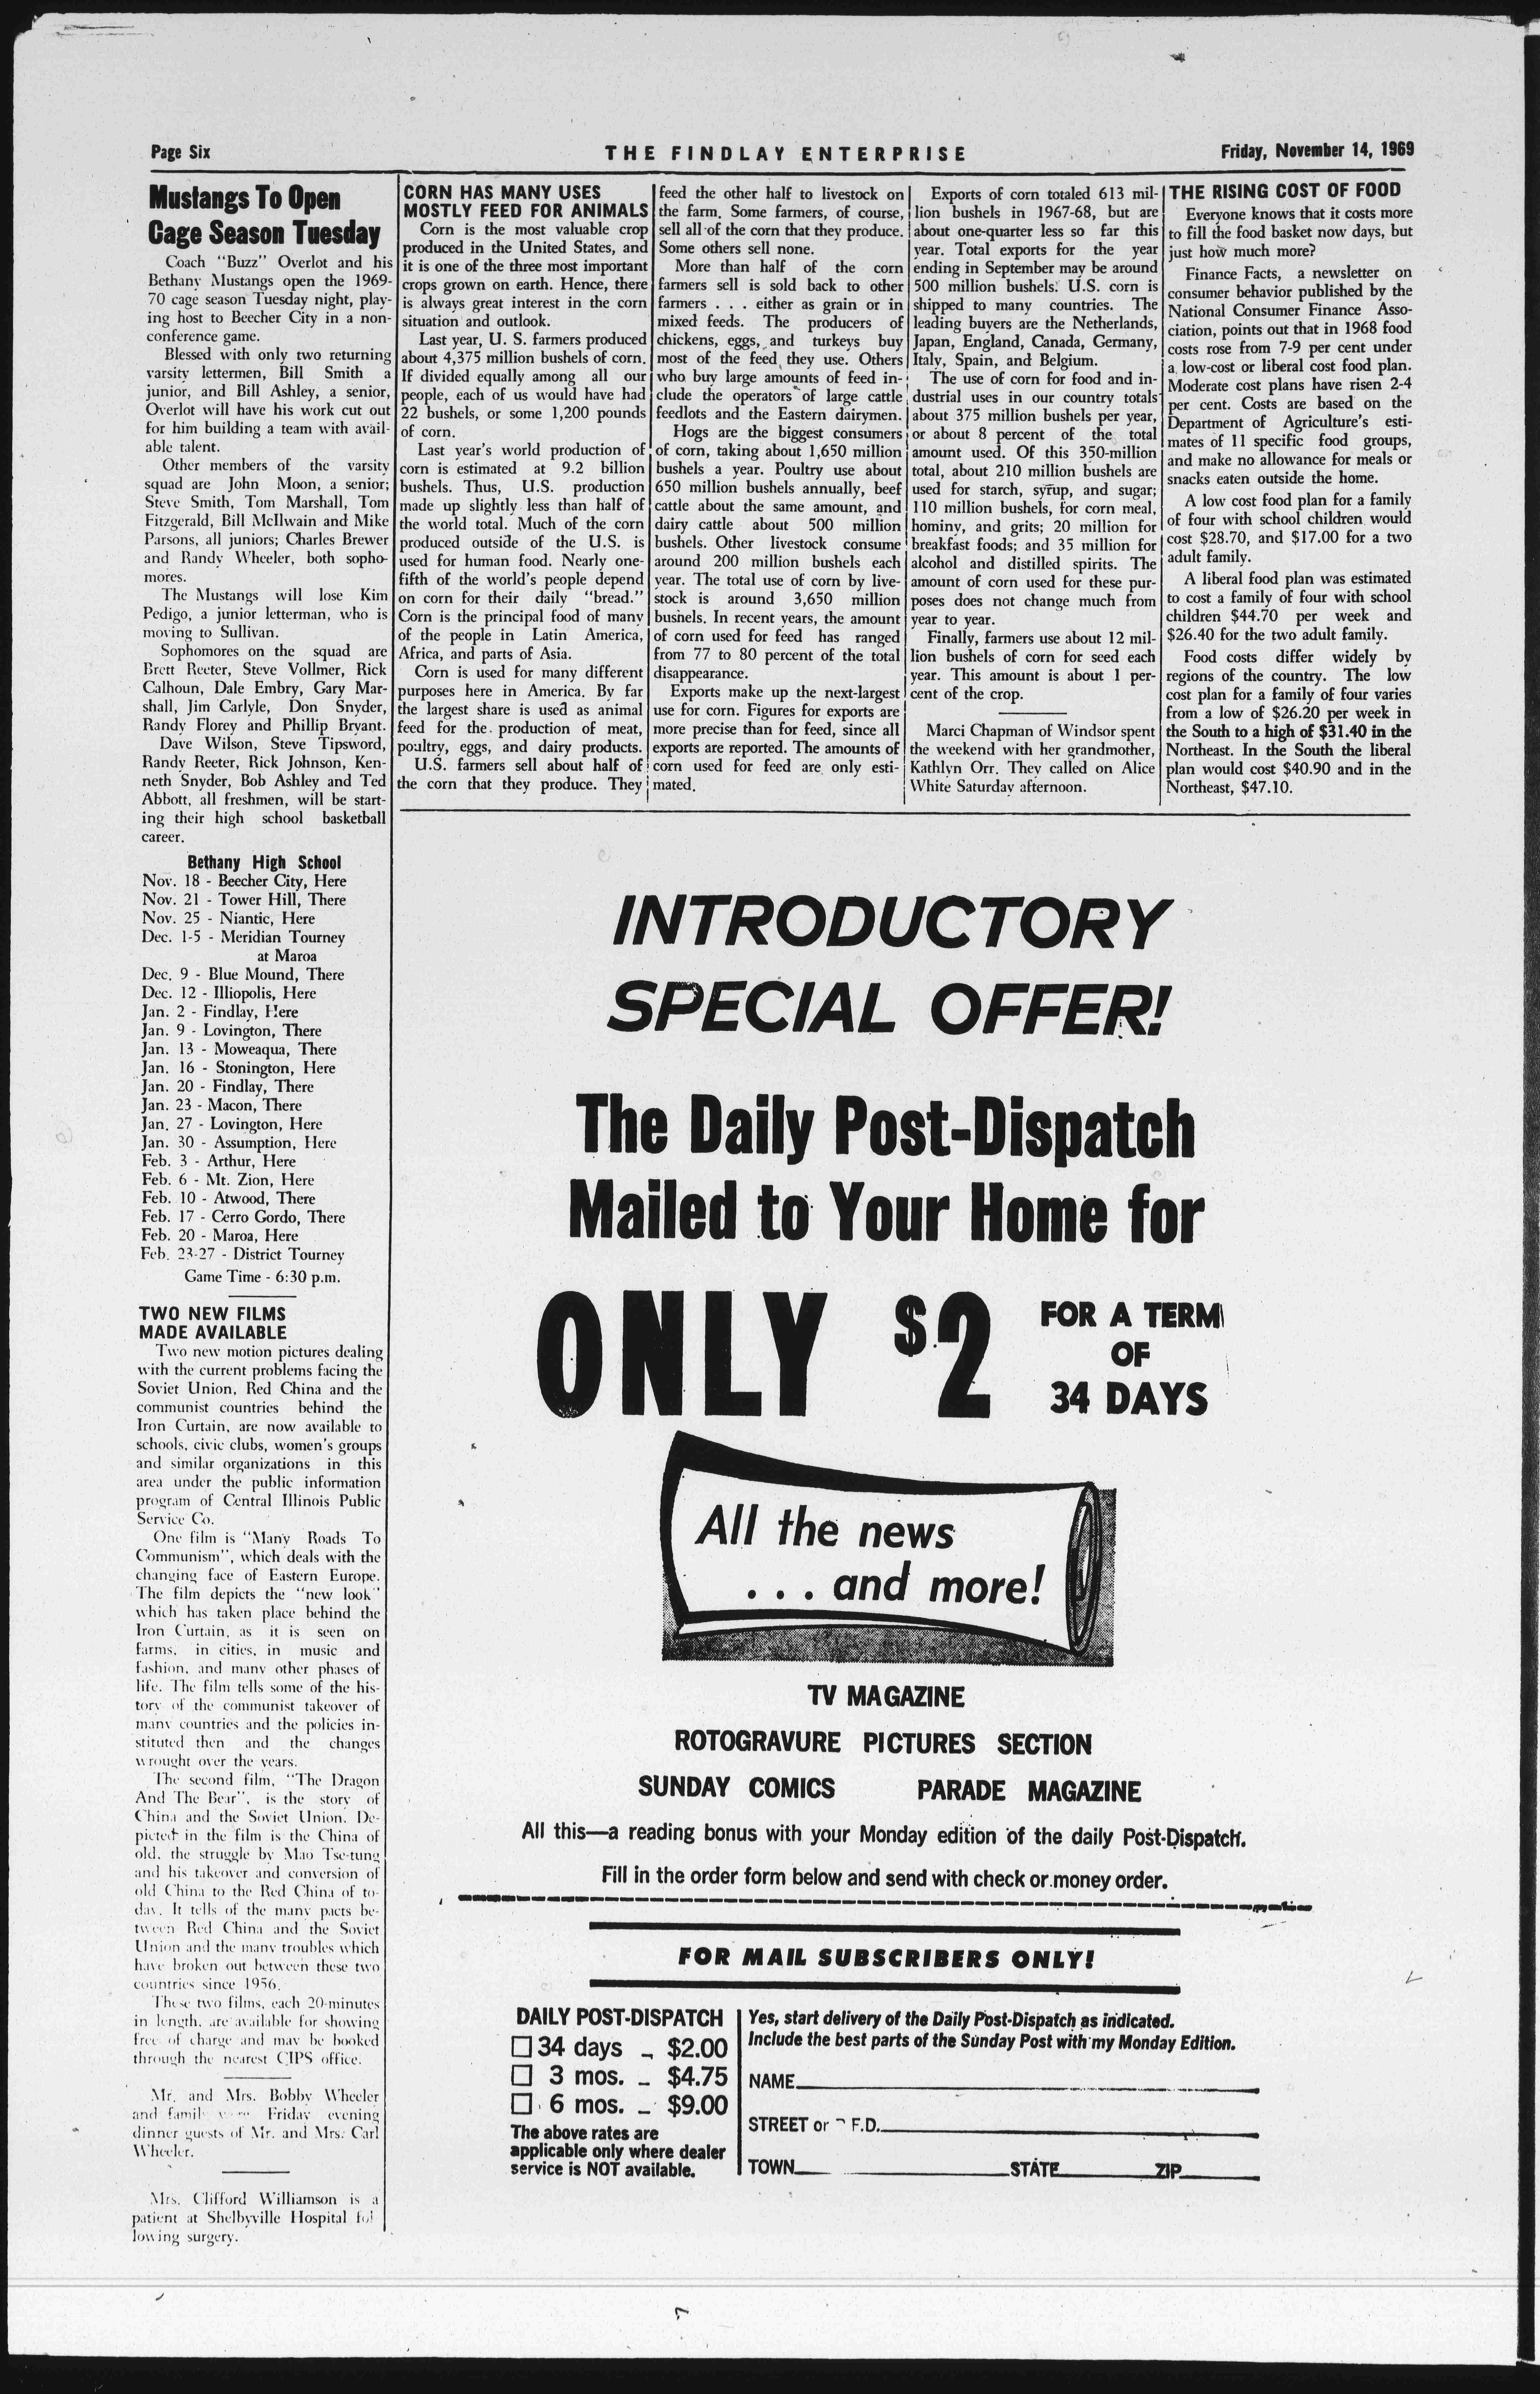 Page Six
THE FINDLAY ENTERPRISE
Friday, November 14, 1969
Mustangs To Open
Cage Season Tuesday
Coach "Buzz" Overlot and his
Bethany Mustangs open the 1969-
70 cage season Tuesday night, play-
ing host to Beecher City in a non-
conference game.
Blessed with only two returning
varsity lettermen, Bill Smith a
junior, and Bill Ashley, a senior,
Overlot will have his work cut out
for him building a team with avail-
able talent.
Other members of the varsity
squad are John Moon, a senior;
Steve Smith, Tom Marshall, Tom
Fitzgerald, Bill McIlwain and Mike
Parsons, all juniors; Charles Brewer
and Randy Wheeler, both sopho-
mores.
The Mustangs will lose Kim
Pedigo, a junior letterman, who is
moving to Sullivan.
Sophomores on the squad are
Brett Reeter, Steve Vollmer, Rick
Calhoun, Dale Embry, Gary Mar-
shall, Jim Carlyle, Don Snyder,
Randy Florey and Phillip Bryant.
Dave Wilson, Steve Tipsword,
Randy Reeter, Rick Johnson, Ken-
neth Snyder, Bob Ashley and Ted
Abbott, all freshmen, will be start-
ing their high school basketball
career.
Bethany High School
Nov. 18 - Beecher City, Here
Nov. 21 - Tower Hill, There
Nov. 25 - Niantic, Here
Dec. 1-5 - Meridian Tourney
at Maroa
Dec. 9 - Blue Mound, There
Dec. 12 - Illiopolis, Here
Jan. 2 - Findlay, Here
Jan. 9 - Lovington, There
Jan. 13 - Moweaqua, There
Jan. 16 - Stonington, Here
Jan. 20 - Findlay, There
Jan. 23 - Macon, There
Jan. 27 - Lovington, Here
Jan. 30 - Assumption, Here
Feb. 3 - Arthur, Here
Feb. 6 - Mt. Zion, Here
Feb. 10 - Atwood, There
Feb. 17 - Cerro Gordo, There
Feb. 20 - Maroa, Here
Feb. 23-27 - District Tourney
Game Time - 6:30 p.m.
TWO NEW FILMS
MADE AVAILABLE
Two new motion pictures dealing
with the current problems facing the
Soviet Union, Red China and the
communist countries behind the
Iron Curtain, are now available to
schools, civic clubs, women's groups
and similar organizations in this
area under the public information
program of Central Illinois Public
Service Co.
One film is "Many Roads To
Communism", which deals with the
changing face of Eastern Europe.
The film depicts the "new look"
which has taken place behind the
Iron Curtain, as it is seen on
farms, in cities, in music and
fashion, and many other phases of
life. The film tells some of the his-
tory of the communist takeover of
many countries and the policies in-
stituted then and the changes
wrought over the years.
The second film, "The Dragon
And The Bear", is the story of
China and the Soviet Union. De-
picted in the film is the China of
old, the struggle by Mao Tse-tung
and his takeover and conversion of
old China to the Red China of to-
day. It tells of the many pacts be-
tween Red China and the Soviet
Union and the many troubles which
have broken out between these two
countries since 1956.
These two films, each 20-minutes
in length, are available for showing
free of charge and may be booked
through the nearest CIPS office.
Mr. and Mrs. Bobby Wheeler
and family were Friday evening
dinner guests of Mr. and Mrs. Carl
Wheeler.
Mrs. Clifford Williamson is a
patient at Shelbyville Hospital fol
lowing surgery.
CORN HAS MANY USES
MOSTLY FEED FOR ANIMALS
Corn is the most valuable crop
produced in the United States, and
it is one of the three most important
crops grown on earth. Hence, there
is always great interest in the corn
situation and outlook.
Last year, U. S. farmers produced
about 4,375 million bushels of corn.
If divided equally among all our
people, each of us would have had
22 bushels, or some 1,200 pounds
of corn.
Last year's world production of
corn is estimated at 9.2 billion
bushels. Thus, U.S. production
made up slightly less than half of
the world total. Much of the corn
produced outside of the U.S. is
used for human food. Nearly one-
fifth of the world's people depend
on corn for their daily "bread."
Corn is the principal food of many
of the people in Latin America,
Africa, and parts of Asia.
Corn is used for many different
purposes here in America. By far
the largest share is used as animal
feed for the production of meat,
poultry, eggs, and dairy products.
U.S. farmers sell about half of
the corn that they produce. They
feed the other half to livestock on
the farm. Some farmers, of course,
sell all of the corn that they produce.
Some others sell none.
More than half of the corn
farmers sell is sold back to other
farmers . . . either as grain or in
mixed feeds. The producers of
chickens, eggs, and turkeys buy
most of the feed they use. Others
who buy large amounts of feed in-
clude the operators of large cattle
feedlots and the Eastern dairymen.
Hogs are the biggest consumers
of corn, taking about 1,650 million
bushels a year. Poultry use about
650 million bushels annually, beef
cattle about the same amount, and
dairy cattle about 500 million
bushels. Other livestock consume
around 200 million bushels each
year. The total use of corn by live-
stock is around 3,650 million
bushels. In recent years, the amount
of corn used for feed has ranged
from 77 to 80 percent of the total
disappearance.
Exports make up the next-largest
use for corn. Figures for exports are
more precise than for feed, since all
exports are reported. The amounts of
corn used for feed are only esti-
mated.
Exports of corn totaled 613 mil-
lion bushels in 1967-68, but are
about one-quarter less so far this
year. Total exports for the year
ending in September may be around
500 million bushels. U.S. corn is
shipped to many countries. The
leading buyers are the Netherlands,
Japan, England, Canada, Germany,
Italy, Spain, and Belgium.
The use of corn for food and in-
dustrial uses in our country totals
about 375 million bushels per year,
or about 8 percent of the total
amount used. Of this 350-million
total, about 210 million bushels are
used for starch, syrup, and sugar;
110 million bushels, for corn meal,
hominy, and grits; 20 million for
breakfast foods; and 35 million for
alcohol and distilled spirits. The
amount of corn used for these pur-
poses does not change much from
year to year.
Finally, farmers use about 12 mil-
lion bushels of corn for seed each
year. This amount is about 1 per-
cent of the crop.
Marci Chapman of Windsor spent
the weekend with her grandmother,
Kathlyn Orr. They called on Alice
White Saturday afternoon.
THE RISING COST OF FOOD
Everyone knows that it costs more
to fill the food basket now days, but
just how much more?
Finance Facts, a newsletter on
consumer behavior published by the
National Consumer Finance Asso-
ciation, points out that in 1968 food
costs rose from 7-9 per cent under
a low-cost or liberal cost food plan.
Moderate cost plans have risen 2-4
per cent. Costs are based on the
Department of Agriculture's esti-
mates of 11 specific food groups,
and make no allowance for meals or
snacks eaten outside the home.
A low cost food plan for a family
of four with school children would
cost $28.70, and $17.00 for a two
adult family.
A liberal food plan was estimated
to cost a family of four with school
children $44.70 per week and
$26.40 for the two adult family.
Food costs differ widely by
regions of the country. The low
cost plan for a family of four varies
from a low of $26.20 per week in
the South to a high of $31.40 in the
Northeast. In the South the liberal
plan would cost $40.90 and in the
Northeast, $47.10.
INTRODUCTORY
SPECIAL OFFER!
The Daily Post-Dispatch
Mailed to Your Home for
ONLY $2
FOR A TERM
OF
34 DAYS
All the news
. . . and more!
TV MAGAZINE
ROTOGRAVURE PICTURES SECTION
SUNDAY COMICS PARADE MAGAZINE
All this—a reading bonus with your Monday edition of the daily Post-Dispatch.
Fill in the order form below and send with check or money order.
FOR MAIL SUBSCRIBERS ONLY!
DAILY POST-DISPATCH
34 days - $2.00
3 mos. - $4.75
6 mos. - $9.00
The above rates are
applicable only where dealer
service is NOT available.
Yes, start delivery of the Daily Post-Dispatch as indicated.
Include the best parts of the Sunday Post with my Monday Edition.
NAME
STREET or F.D.
TOWN STATE ZIP